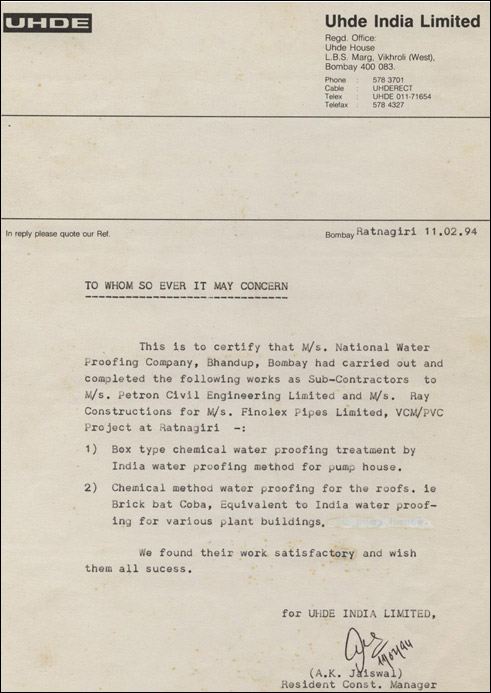 UHDE
Uhde India Limited
Regd. Office:
Uhde House
L.B.S. Marg, Vikhroli (West),
Bombay 400 083.
Phone : 578 3701
Cable : UHDERECT
Telex : UHDE 011-71654
Telefax : 578 4327
In reply please quote our Ref.
Bombay Ratnagiri 11.02.94
TO WHOM SO EVER IT MAY CONCERN
This is to certify that M/s. National Water
Proofing Company, Bhandup, Bombay had carried out and
completed the following works as Sub-Contractors to
M/s. Petron Civil Engineering Limited and M/s. Ray
Constructions for M/s. Finolex Pipes Limited, VCM/PVC
Project at Ratnagiri -:
1) Box type chemical water proofing treatment by
India water proofing method for pump house.
2) Chemical method water proofing for the roofs. ie
Brick bat Coba, Equivalent to India water proof-
ing for various plant buildings.
We found their work satisfactory and wish
them all sucess.
for UHDE INDIA LIMITED,
(A.K. Jaiswal)
Resident Const. Manager